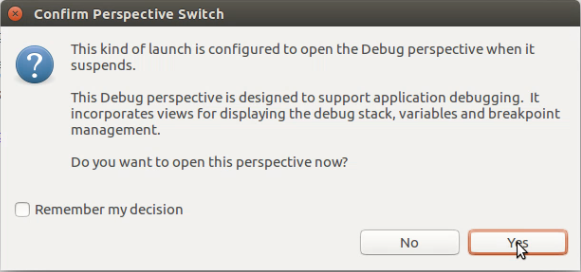 Confirm Perspective Switch
This kind of launch is configured to open the Debug perspective when it
suspends.
This Debug perspective is designed to support application debugging.  It
incorporates views for displaying the debug stack, variables and breakpoint
management.
Do you want to open this perspective now?
Remember my decision
No
Yes